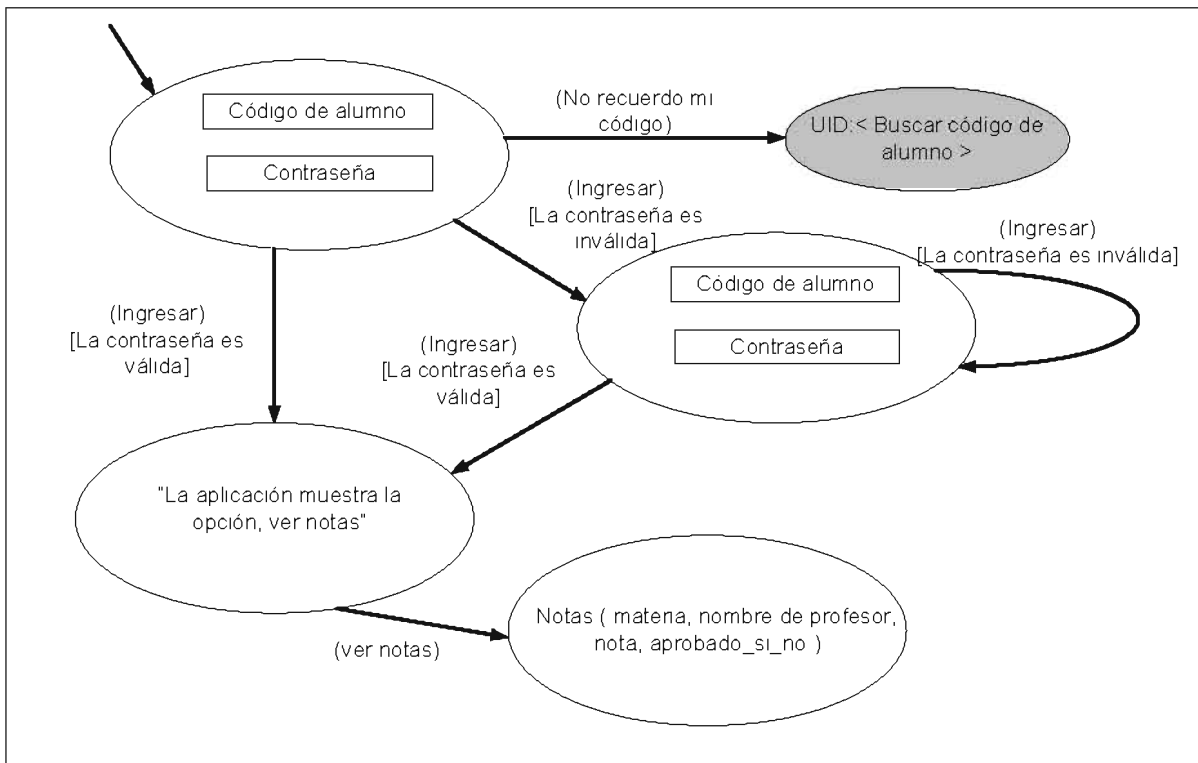 Código de alumno
Contraseña
(No recuerdo mi
código)
UID:< Buscar código de
alumno >
(Ingresar)
[La contraseña es
inválida]
(Ingresar)
[La contraseña es inválida]
Código de alumno
Contraseña
(Ingresar)
[La contraseña es
válida]
(Ingresar)
[La contraseña es
válida]
"La aplicación muestra la
opción, ver notas"
(ver notas)
Notas ( materia, nombre de profesor,
nota, aprobado_si_no )